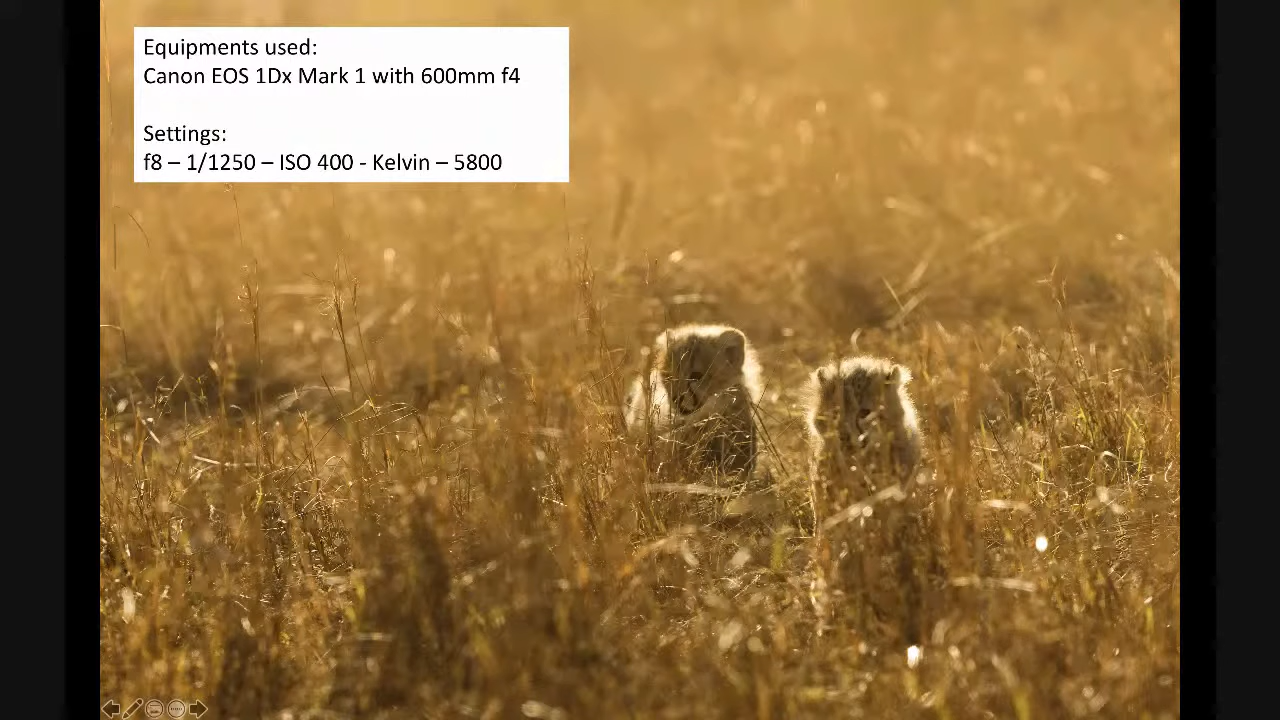 Equipments used:
Canon EOS 1Dx Mark 1 with 600mm f4
Settings:
f8 – 1/1250 – ISO 400 - Kelvin – 5800